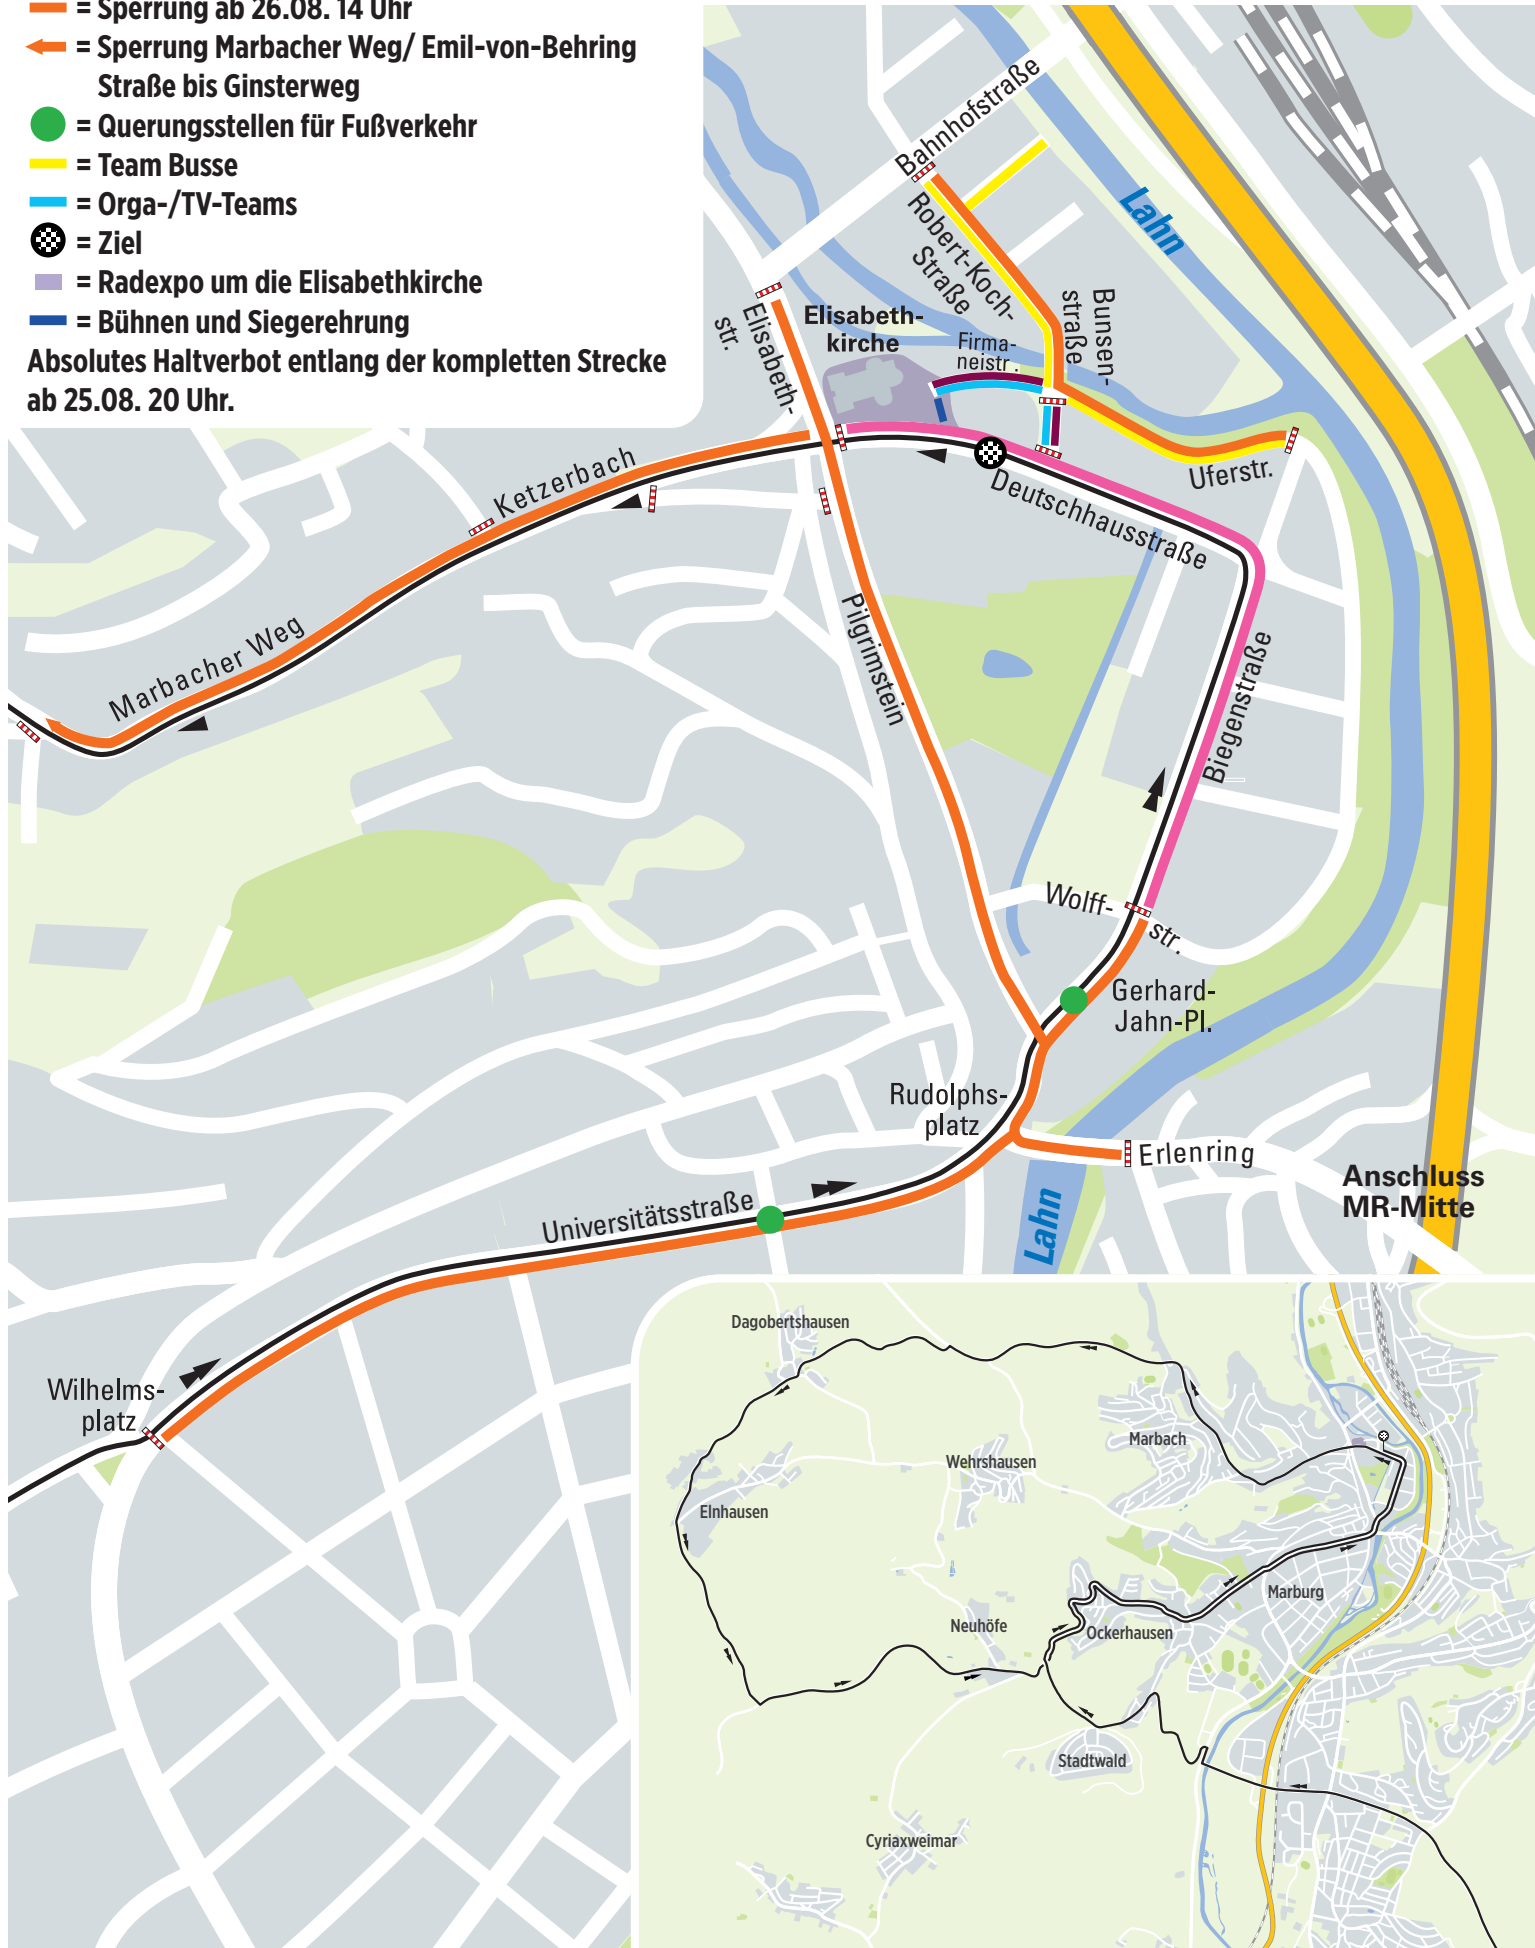 = Sperrung ab 26.08. 14 Uhr
= Sperrung Marbacher Weg/ Emil-von-Behring
Straße bis Ginsterweg
= Querungsstellen für Fußverkehr
= Team Busse
= Orga-/TV-Teams
= Ziel
= Radexpo um die Elisabethkirche
= Bühnen und Siegerehrung
Absolutes Haltverbot entlang der kompletten Strecke
ab 25.08. 20 Uhr.
Bahnhofstraße
Lahn
Robert-Koch-
Straße
Bunsen-
straße
Elisabeth-
str.
Elisabeth-
kirche
Firma-
neistr.
Uferstr.
Ketzerbach
Deutschhausstraße
Marbacher Weg
Pilgrimstein
Biegenstraße
Wolff-
str.
Gerhard-
Jahn-Pl.
Rudolphs-
platz
Erlenring
Anschluss
MR-Mitte
Universitätsstraße
Lahn
Wilhelms-
platz
Dagobertshausen
Marbach
Wehrshausen
Elnhausen
Marburg
Neuhöfe
Ockerhausen
Stadtwald
Cyriaxweimar